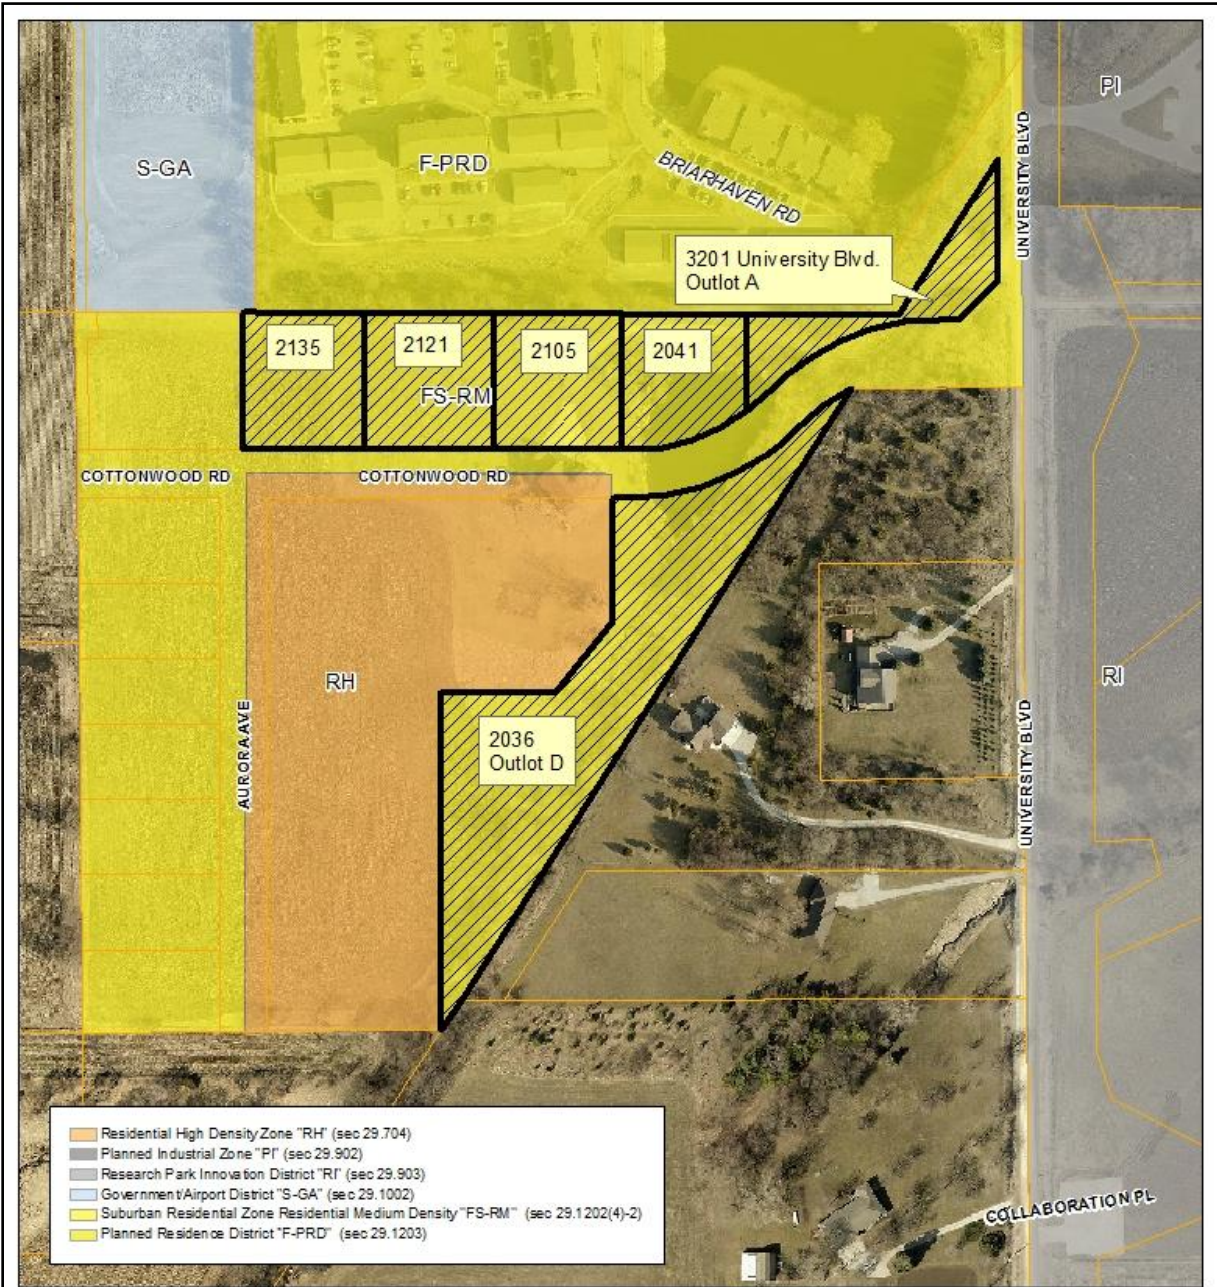 PI
S-GA
F-PRD
BRIARHAVEN RD
UNIVERSITY BLVD
3201 University Blvd.
Outlot A
2135
2121
2105
2041
FS-RM
COTTONWOOD RD
COTTONWOOD RD
RH
RI
AURORA AVE
2036
Outlot D
UNIVERSITY BLVD
Residential High Density Zone "RH" (sec 29.704)
Planned Industrial Zone "PI" (sec 29.902)
Research Park Innovation District "RI" (sec 29.903)
Government/Airport District "S-GA" (sec 29.1002)
Suburban Residential Zone Residential Medium Density "FS-RM" (sec 29.1202(4)-2)
Planned Residence District "F-PRD" (sec 29.1203)
COLLABORATION PL